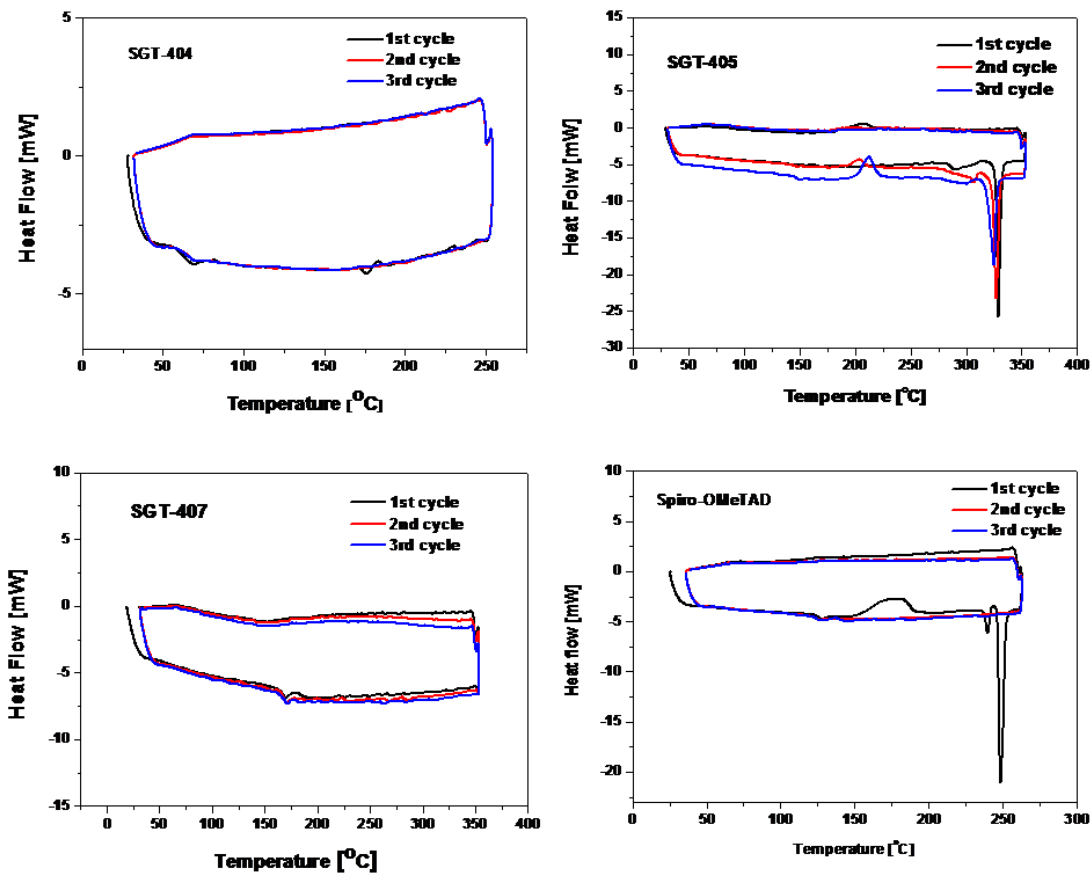 SGT-404
1st cycle
2nd cycle
3rd cycle
5
0
-5
Heat Flow [mW]
0 50 100 150 200 250
Temperature [OC]
SGT-405
1st cycle
2nd cycle
3rd cycle
15
10
5
0
-5
-10
-15
-20
-25
-30
Heat Folw [mW]
0 50 100 150 200 250 300 350 400
Temperature [°C]
SGT-407
1st cycle
2nd cycle
3rd cycle
10
5
0
-5
-10
-15
Heat Flow [mW]
0 50 100 150 200 250 300 350 400
Temperature [OC]
Spiro-OMeTAD
1st cycle
2nd cycle
3rd cycle
10
5
0
-5
-10
-15
-20
Heat flow [mW]
0 50 100 150 200 250 300
Temperature [°C]